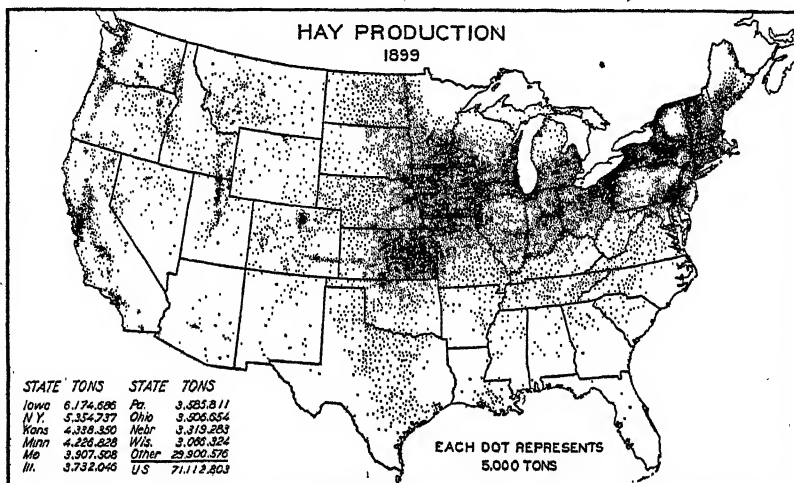 HAY PRODUCTION
1899
STATE TONS STATE TONS
Iowa 6,174,686 Pa. 3,585,811
N.Y. 5,354,737 Ohio 3,506,654
Kans 4,338,350 Nebr 3,319,283
Minn 4,226,828 Wis. 3,066,324
Mo 3,907,508 Other 29,900,576
Ill. 3,732,046 US 71,112,803
EACH DOT REPRESENTS
5,000 TONS